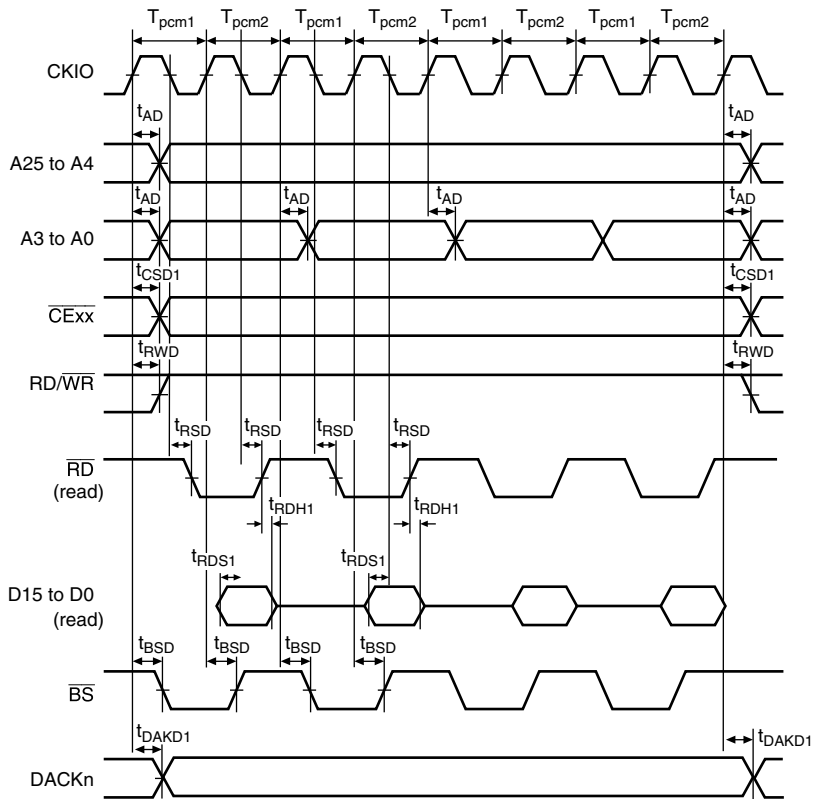 Tpcm1 Tpcm2 Tpcm1 Tpcm2 Tpcm1 Tpcm2 Tpcm1 Tpcm2
CKIO
tAD tAD
A25 to A4
tAD tAD tAD tAD
A3 to A0
tCSD1 tCSD1
CExx
tRWD tRWD
RD/WR
tRSD tRSD tRSD tRSD
RD
(read)
tRDH1 tRDH1
tRDS1 tRDS1
D15 to D0
(read)
tBSD tBSD tBSD tBSD
BS
tDAKD1 tDAKD1
DACKn